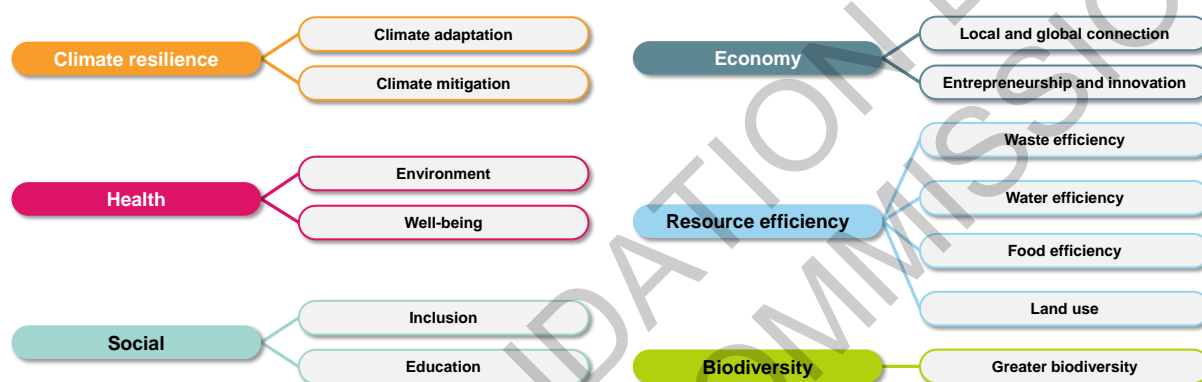 Climate resilience
Climate adaptation
Climate mitigation
Health
Environment
Well-being
Social
Inclusion
Education
Economy
Local and global connection
Entrepreneurship and innovation
Resource efficiency
Waste efficiency
Water efficiency
Food efficiency
Land use
Biodiversity
Greater biodiversity